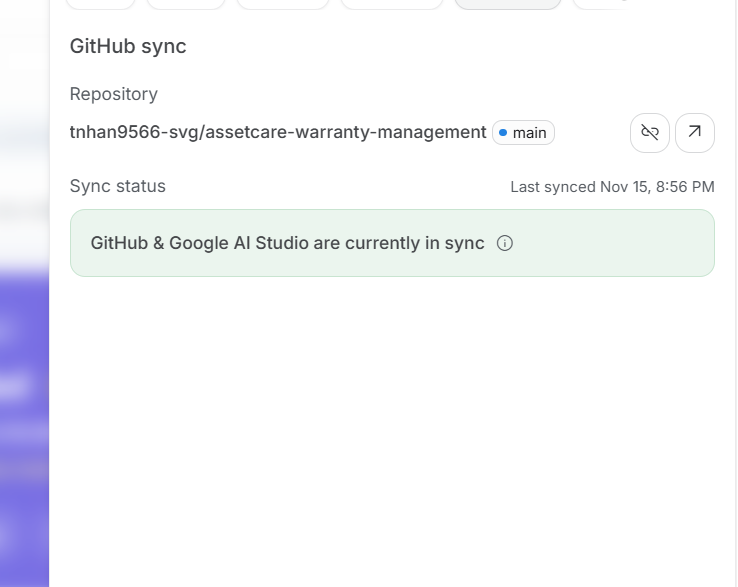 GitHub sync
Repository
tnhan9566-svg/assetcare-warranty-management main
Sync status Last synced Nov 15, 8:56 PM
GitHub & Google AI Studio are currently in sync